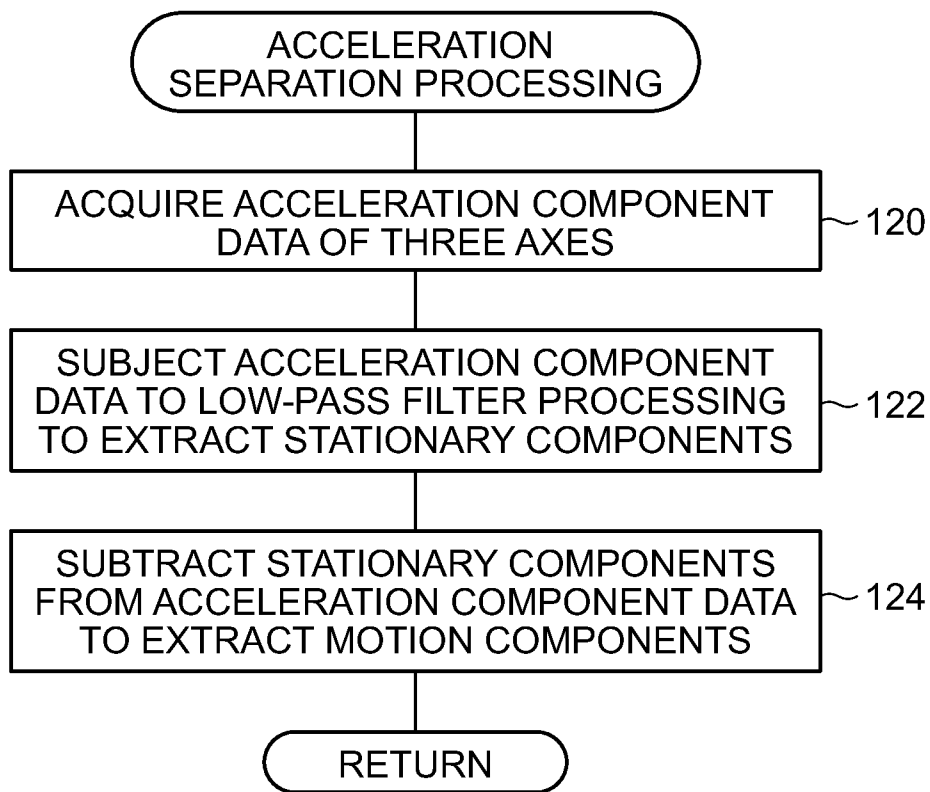 ACCELERATION
SEPARATION PROCESSING
ACQUIRE ACCELERATION COMPONENT
DATA OF THREE AXES
120
SUBJECT ACCELERATION COMPONENT
DATA TO LOW-PASS FILTER PROCESSING
TO EXTRACT STATIONARY COMPONENTS
122
SUBTRACT STATIONARY COMPONENTS
FROM ACCELERATION COMPONENT DATA
TO EXTRACT MOTION COMPONENTS
124
RETURN